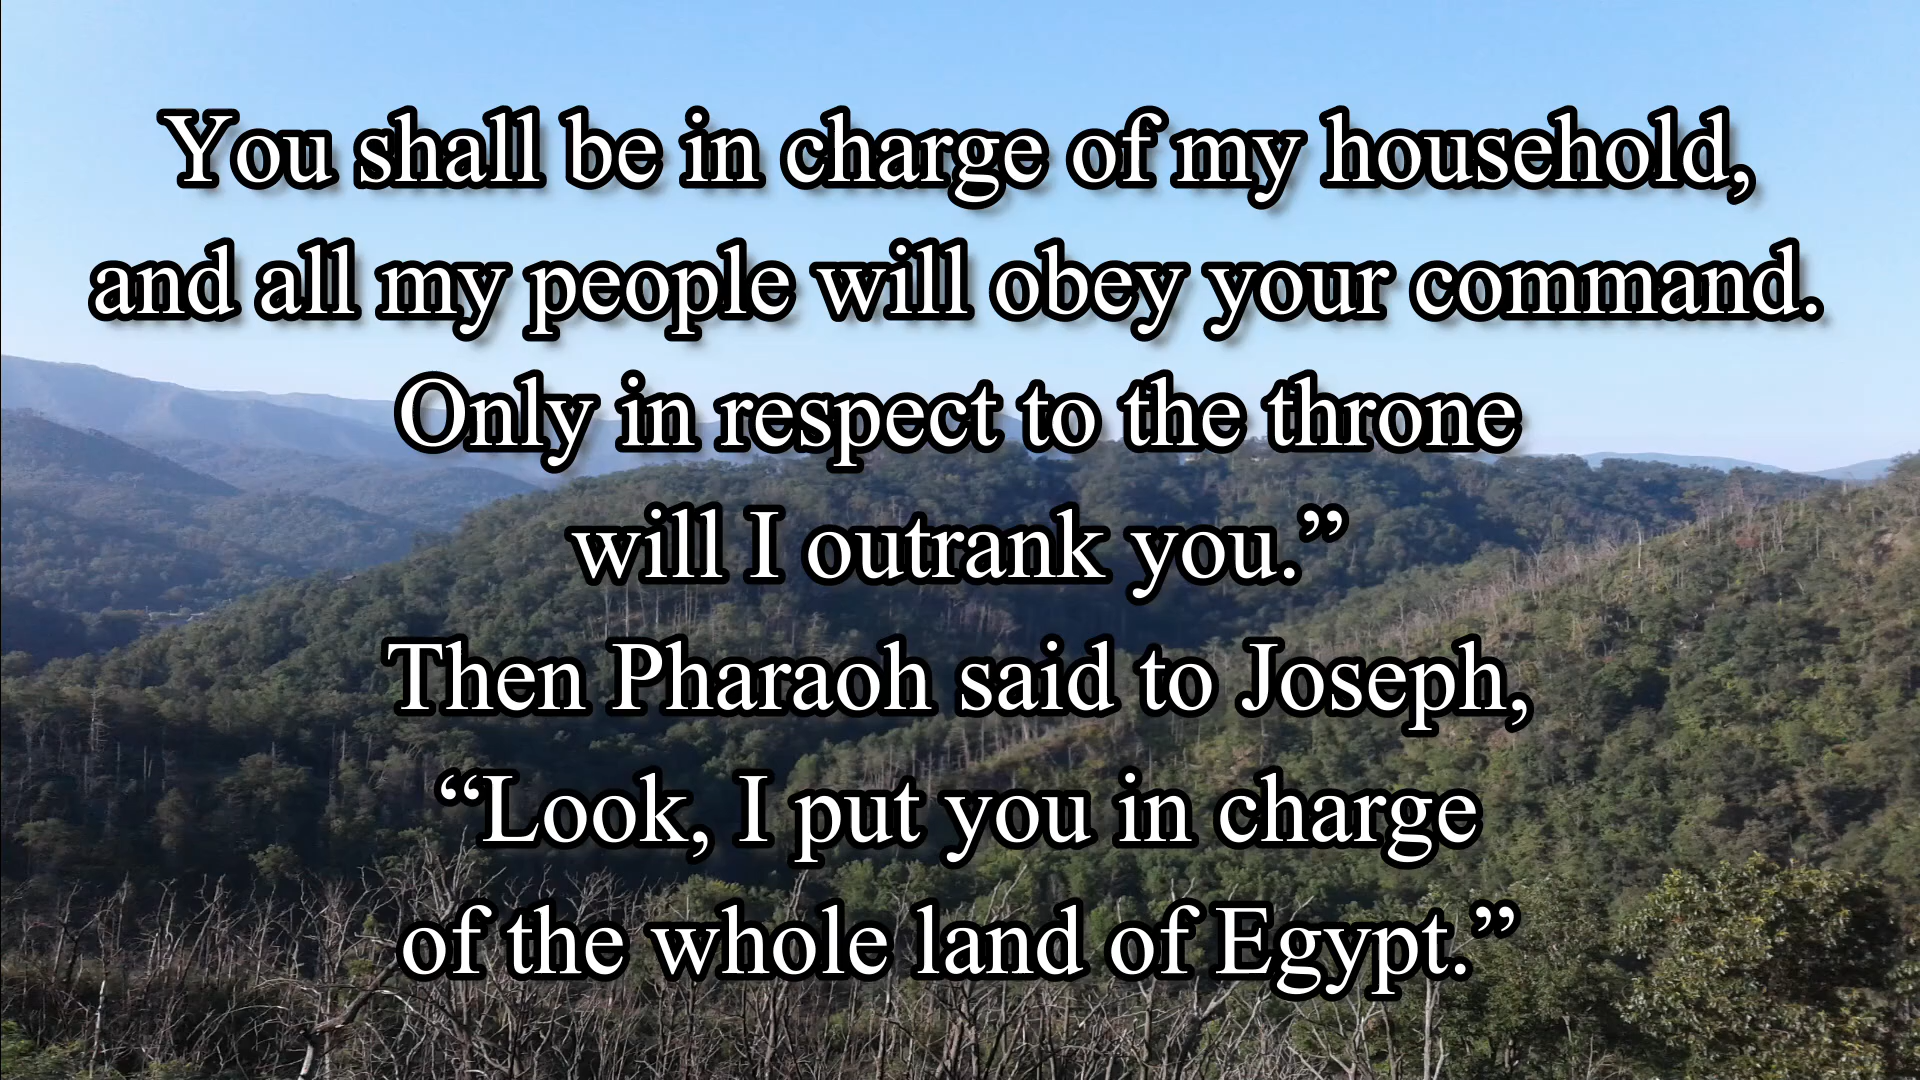 You shall be in charge of my household,
and all my people will obey your command.
Only in respect to the throne
will I outrank you.”
Then Pharaoh said to Joseph,
“Look, I put you in charge
of the whole land of Egypt.”